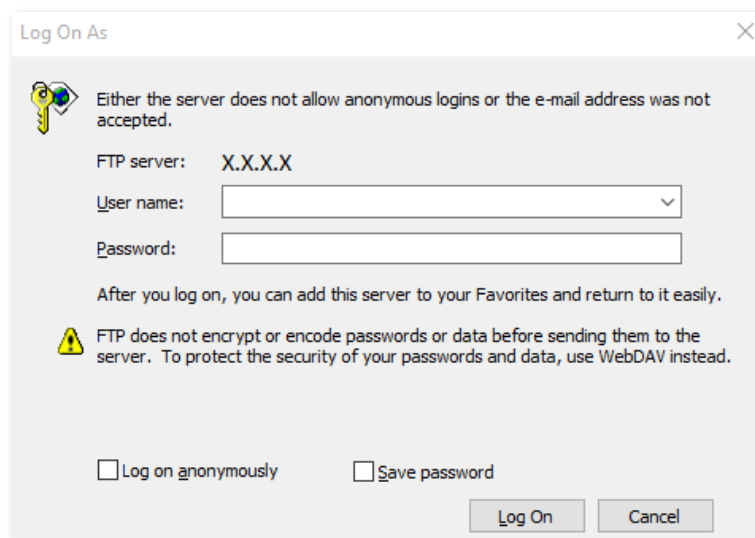 Log On As
Either the server does not allow anonymous logins or the e-mail address was not
accepted.
FTP server: X.X.X.X
User name:
Password:
After you log on, you can add this server to your Favorites and return to it easily.
FTP does not encrypt or encode passwords or data before sending them to the
server. To protect the security of your passwords and data, use WebDAV instead.
Log on anonymously Save password
Log On Cancel